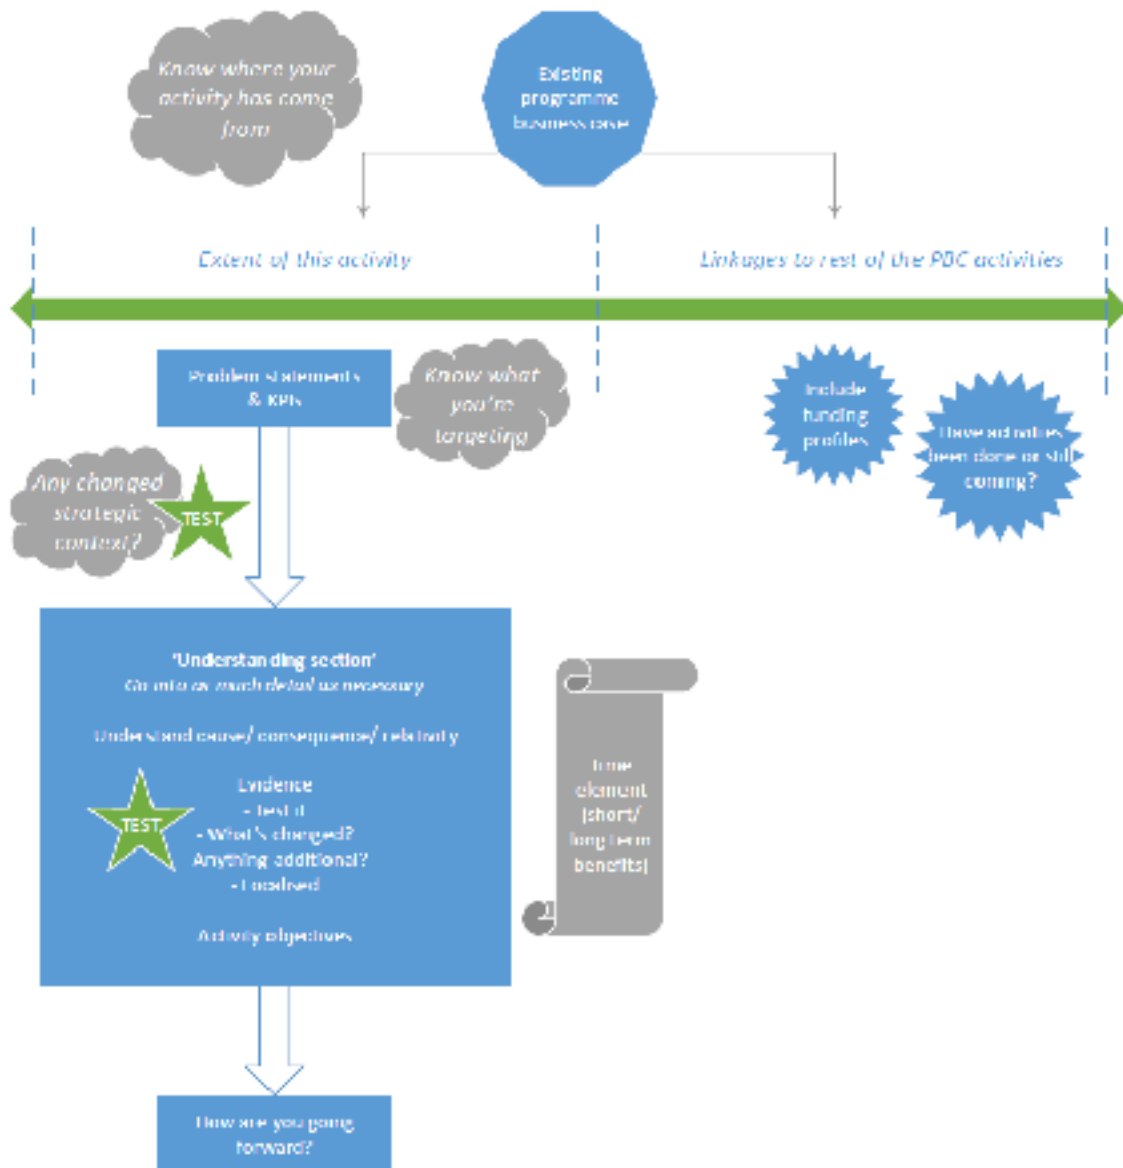 Know where your
activity has come
from
Existing
programme
business case
Extent of this activity
Linkages to rest of the PBC activities
Problem statements
& KPIs
Know what
you're
targeting
Include
funding
profiles
Have activities
been done or still
coming?
Any changed
strategic
context?
TEST
'Understanding section'
Go into as much detail as necessary
Understand cause/ consequence/ relativity
Evidence
- Test it
- What's changed?
Anything additional?
- Localised
TEST
Activity objectives
Time
element
(short/
long term
benefits)
How are you going
forward?